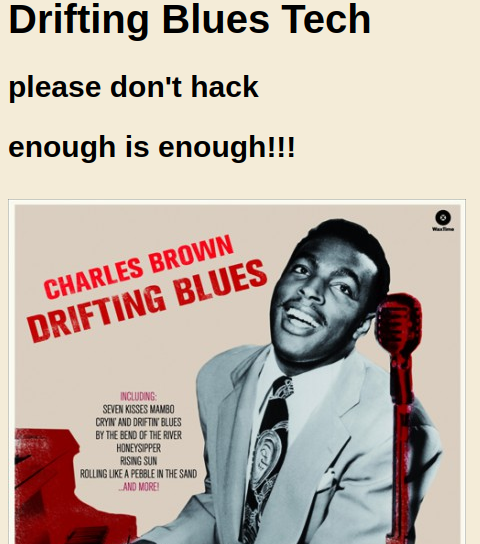 Drifting Blues Tech
please don't hack
enough is enough!!!
WaxTime
CHARLES BROWN
DRIFTING BLUES
INCLUDING:
SEVEN KISSES MAMBO
CRYIN' AND DRIFTIN' BLUES
BY THE BEND OF THE RIVER
HONEYSIPPER
RISING SUN
ROLLING LIKE A PEBBLE IN THE SAND
...AND MORE!